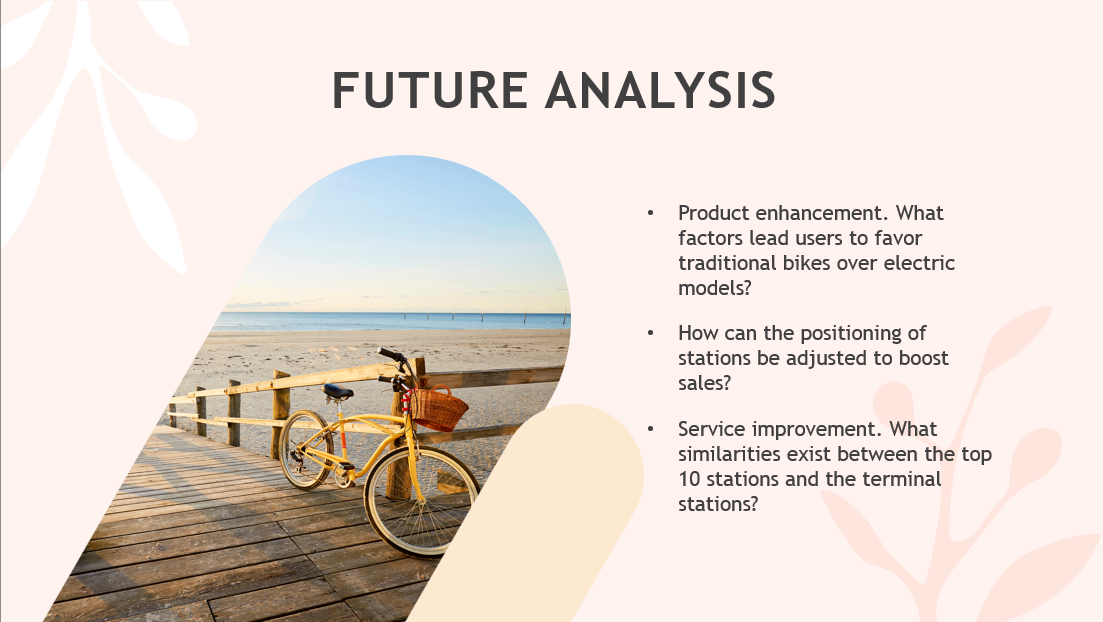 FUTURE ANALYSIS
• Product enhancement. What
factors lead users to favor
traditional bikes over electric
models?
• How can the positioning of
stations be adjusted to boost
sales?
• Service improvement. What
similarities exist between the top
10 stations and the terminal
stations?